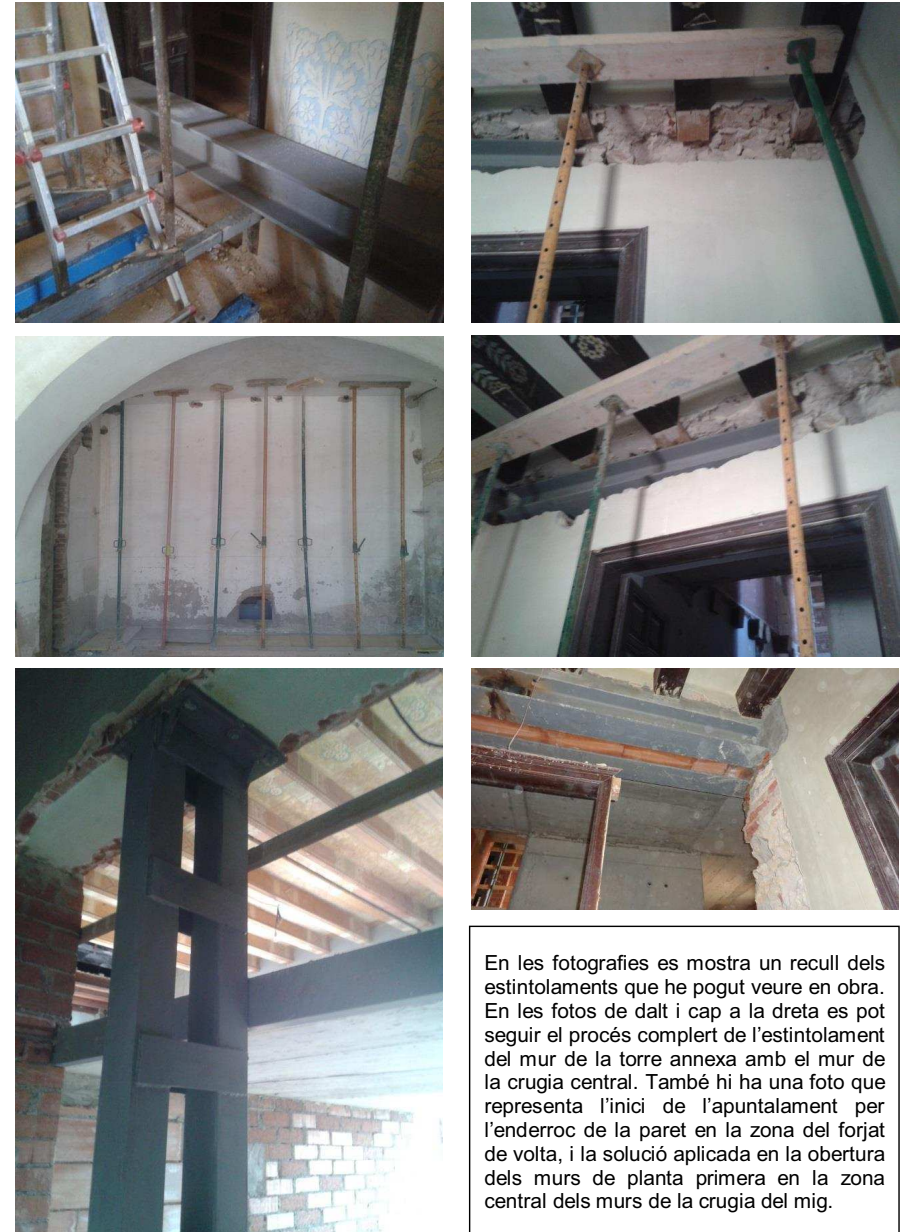 En les fotografies es mostra un recull dels
estintolaments que he pogut veure en obra.
En les fotos de dalt i cap a la dreta es pot
seguir el procés complert de l'estintolament
del mur de la torre annexa amb el mur de
la crugia central. També hi ha una foto que
representa l'inici de l'apuntalament per
l'enderroc de la paret en la zona del forjat
de volta, i la solució aplicada en la obertura
dels murs de planta primera en la zona
central dels murs de la crugia del mig.